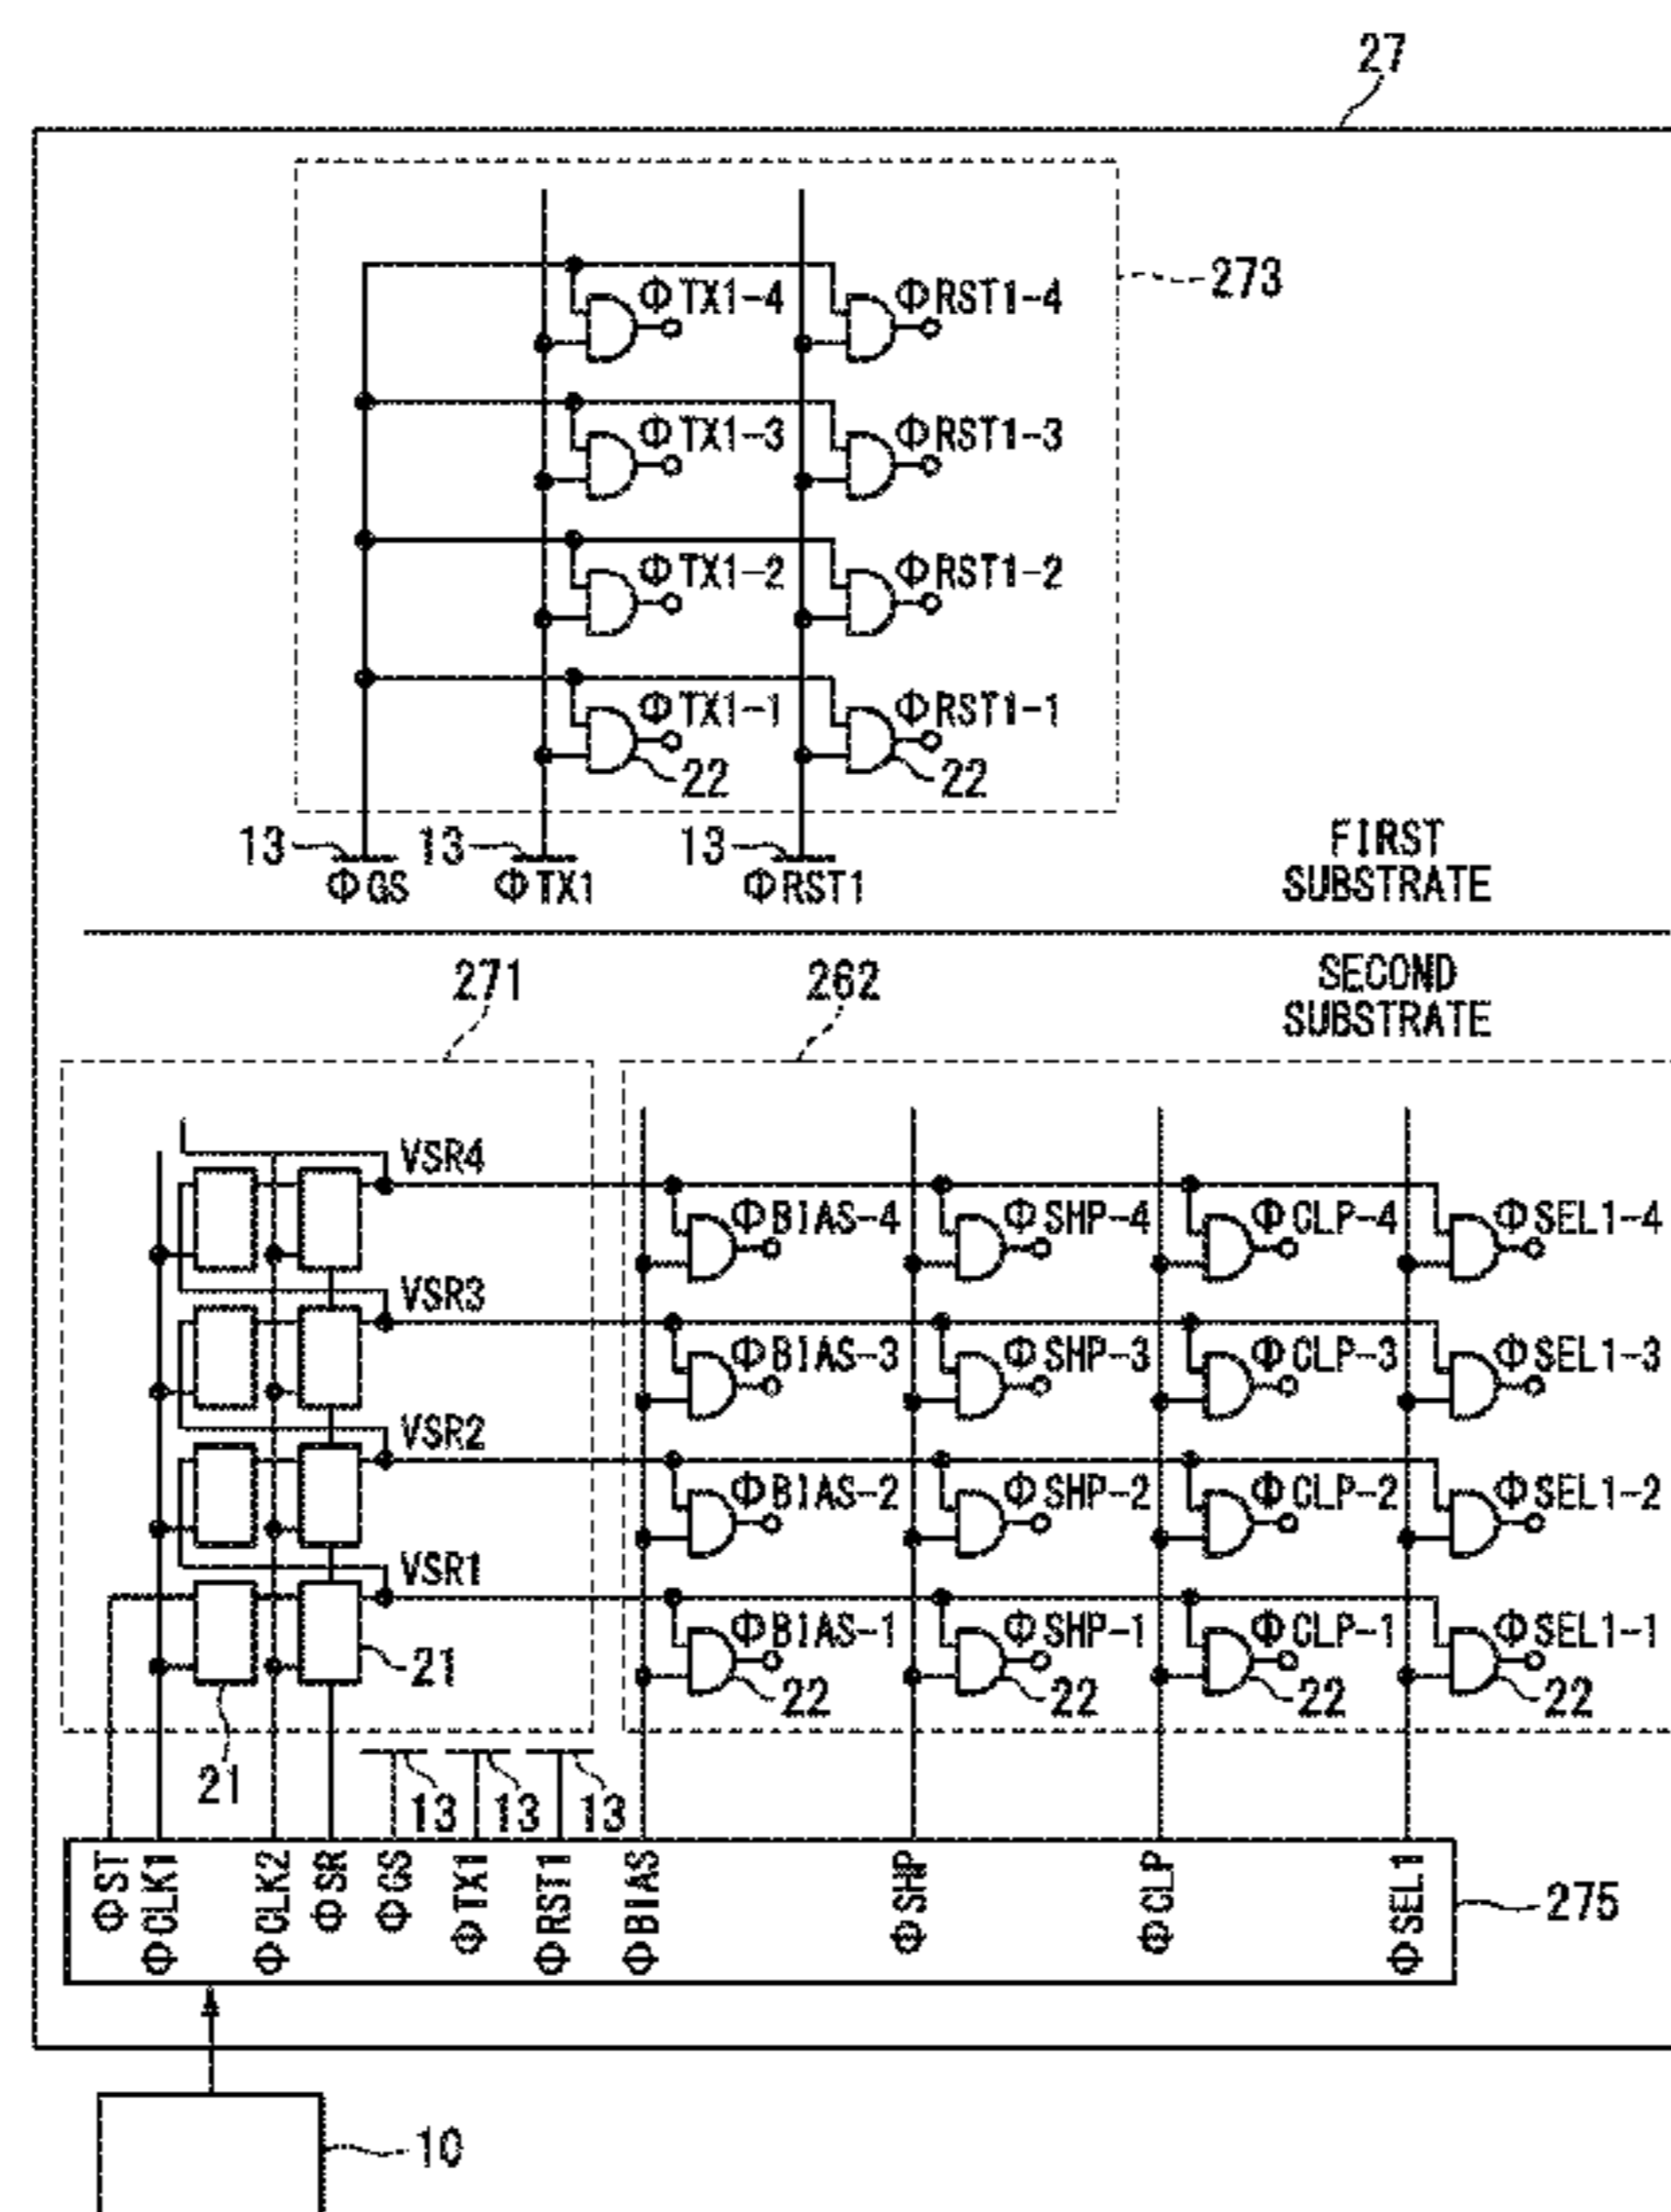 27
273
ΦTX1-4 ΦRST1-4
ΦTX1-3 ΦRST1-3
ΦTX1-2 ΦRST1-2
ΦTX1-1 ΦRST1-1
22 22
13 13 13
ΦGS ΦTX1 ΦRST1
FIRST
SUBSTRATE
SECOND
SUBSTRATE
271 262
VSR4
ΦBIAS-4 ΦSHP-4 ΦCLP-4 ΦSEL1-4
VSR3
ΦBIAS-3 ΦSHP-3 ΦCLP-3 ΦSEL1-3
VSR2
ΦBIAS-2 ΦSHP-2 ΦCLP-2 ΦSEL1-2
VSR1
ΦBIAS-1 ΦSHP-1 ΦCLP-1 ΦSEL1-1
21 22 22 22 22
21 13 13 13
ΦST ΦCLK1 ΦCLK2 ΦSR ΦGS ΦTX1 ΦRST1 ΦBIAS ΦSHP ΦCLP ΦSEL1
275
10